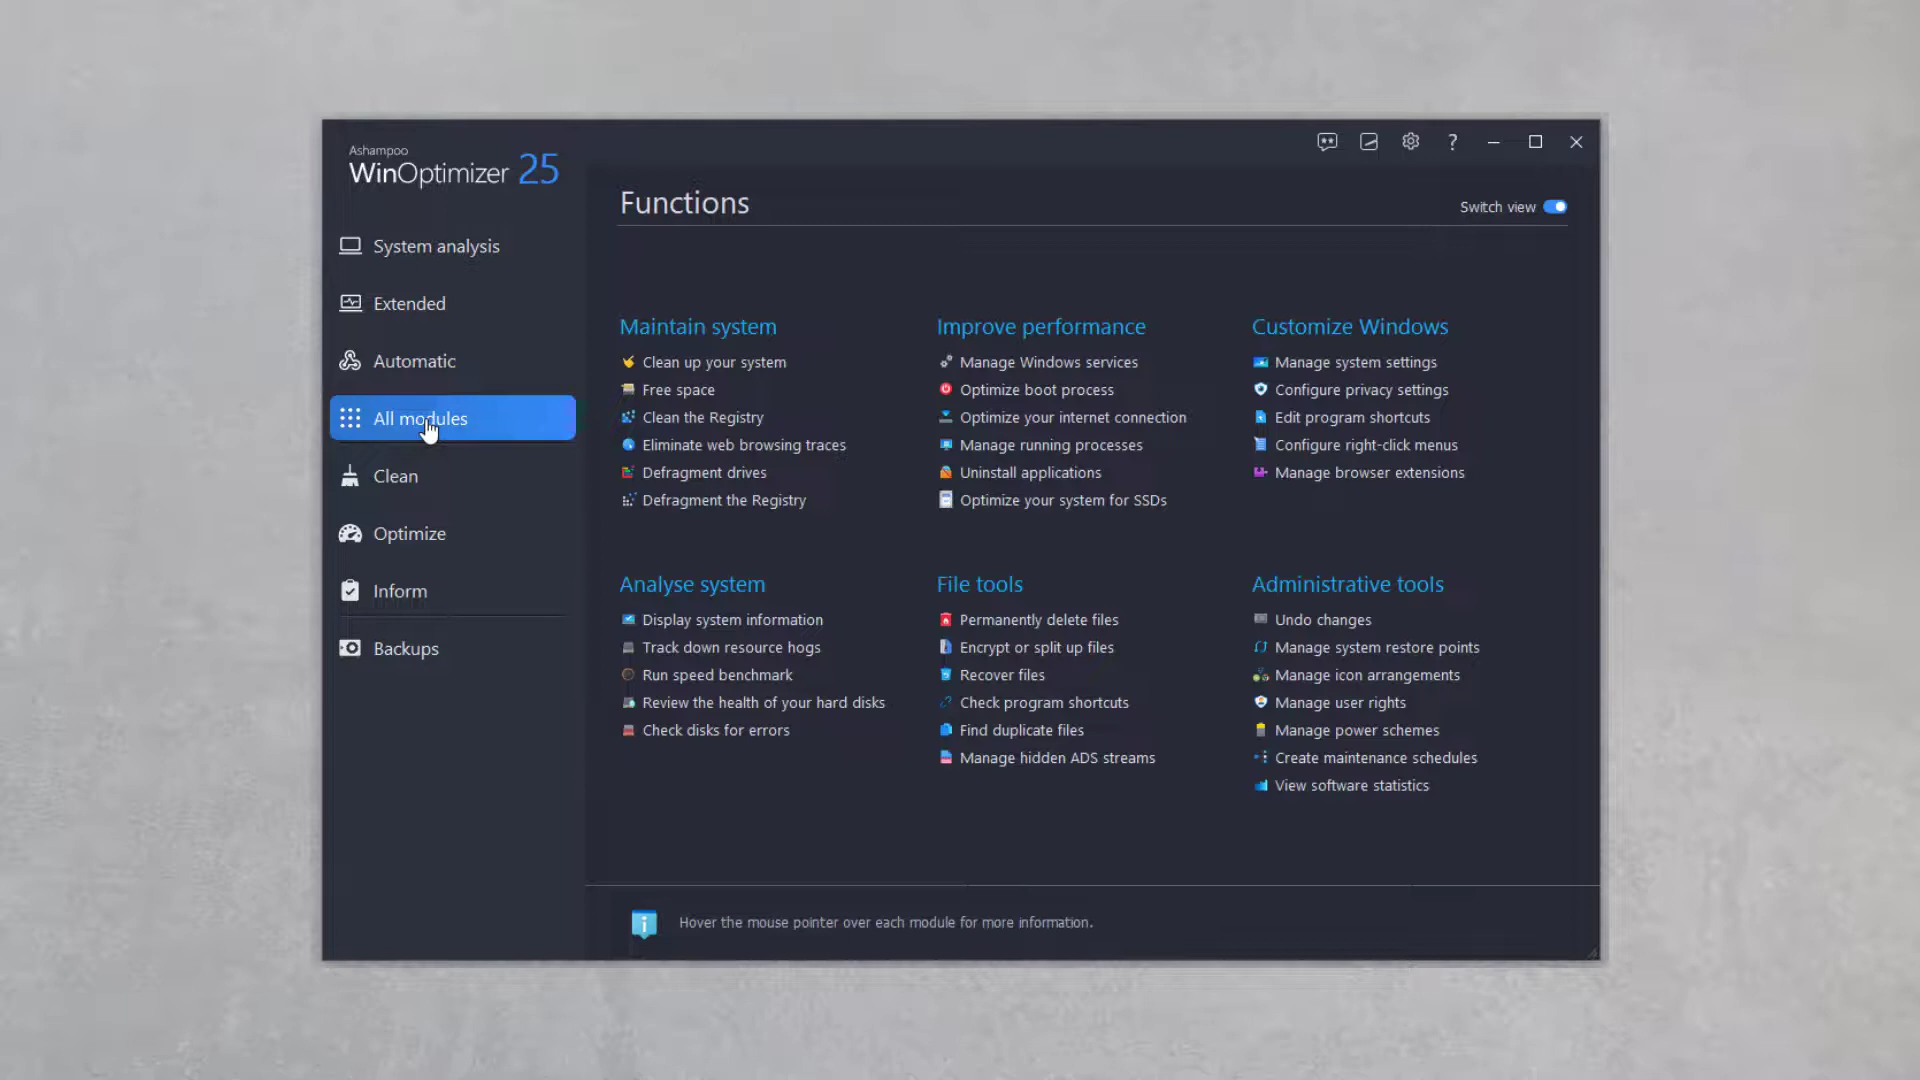 Ashampoo
WinOptimizer 25
System analysis
Extended
Automatic
All modules
Clean
Optimize
Inform
Backups
?
Functions
Switch view
Maintain system
Clean up your system
Free space
Clean the Registry
Eliminate web browsing traces
Defragment drives
Defragment the Registry
Improve performance
Manage Windows services
Optimize boot process
Optimize your internet connection
Manage running processes
Uninstall applications
Optimize your system for SSDs
Customize Windows
Manage system settings
Configure privacy settings
Edit program shortcuts
Configure right-click menus
Manage browser extensions
Analyse system
Display system information
Track down resource hogs
Run speed benchmark
Review the health of your hard disks
Check disks for errors
File tools
Permanently delete files
Encrypt or split up files
Recover files
Check program shortcuts
Find duplicate files
Manage hidden ADS streams
Administrative tools
Undo changes
Manage system restore points
Manage icon arrangements
Manage user rights
Manage power schemes
Create maintenance schedules
View software statistics
Hover the mouse pointer over each module for more information.